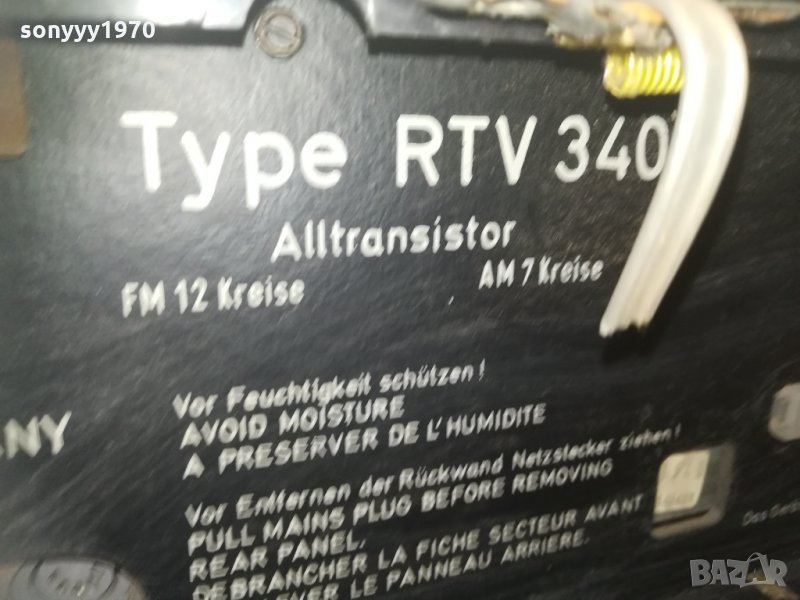 sonyyy1970
Type RTV 340
Alltransistor
FM 12 Kreise
AM 7 Kreise
Vor Feuchtigkeit schützen!
AVOID MOISTURE
A PRESERVER DE L'HUMIDITE
Vor Entfernen der Rückwand Netzstecker ziehen!
PULL MAINS PLUG BEFORE REMOVING
REAR PANEL.
DEBRANCHER LA FICHE SECTEUR AVANT
LE PANNEAU ARRIERE.
NY
Das
BAZAR